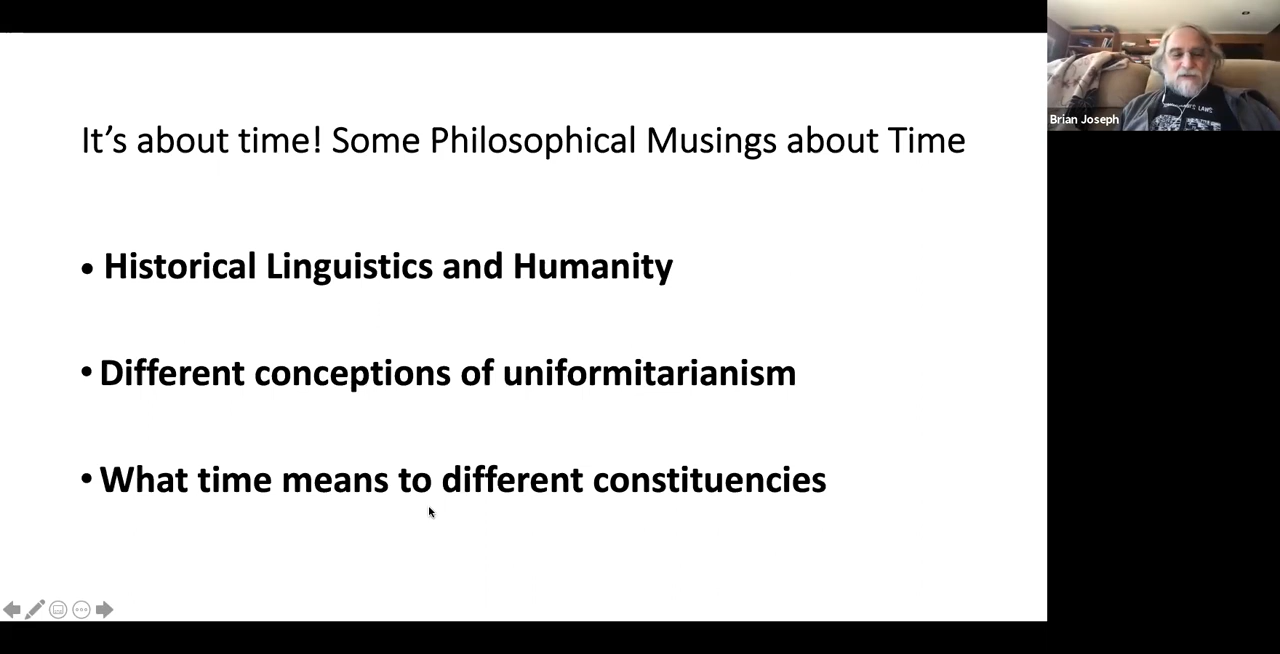 It's about time! Some Philosophical Musings about Time
• Historical Linguistics and Humanity
• Different conceptions of uniformitarianism
• What time means to different constituencies
Brian Joseph
LAWS